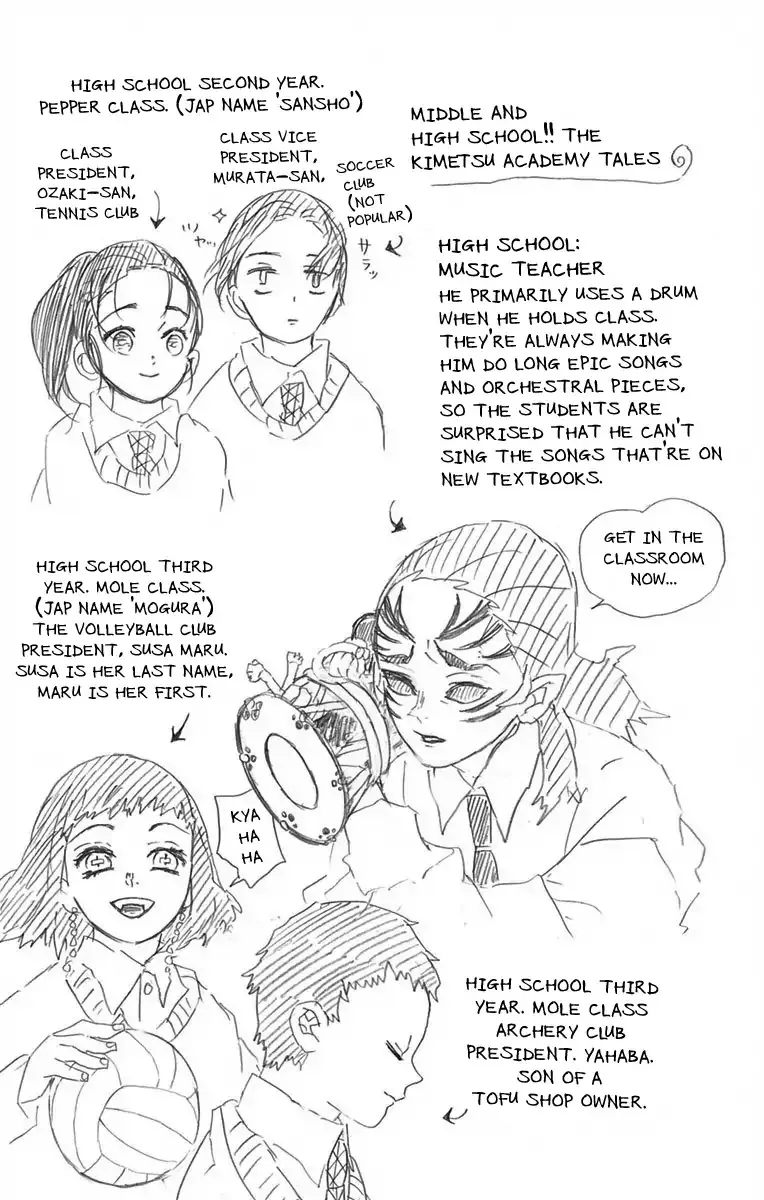 MIDDLE AND
HIGH SCHOOL!! THE
KIMETSU ACADEMY TALES
HIGH SCHOOL SECOND YEAR.
PEPPER CLASS. (JAP NAME 'SANSHO')
CLASS
PRESIDENT,
OZAKI-SAN,
TENNIS CLUB
CLASS VICE
PRESIDENT,
MURATA-SAN,
SOCCER
CLUB
(NOT
POPULAR)
ツヤッ
サラッ
HIGH SCHOOL:
MUSIC TEACHER
HE PRIMARILY USES A DRUM
WHEN HE HOLDS CLASS.
THEY'RE ALWAYS MAKING
HIM DO LONG EPIC SONGS
AND ORCHESTRAL PIECES,
SO THE STUDENTS ARE
SURPRISED THAT HE CAN'T
SING THE SONGS THAT'RE ON
NEW TEXTBOOKS.
GET IN THE
CLASSROOM
NOW...
HIGH SCHOOL THIRD
YEAR. MOLE CLASS.
(JAP NAME 'MOGURA')
THE VOLLEYBALL CLUB
PRESIDENT, SUSA MARU.
SUSA IS HER LAST NAME,
MARU IS HER FIRST.
KYA
HA
HA
HIGH SCHOOL THIRD
YEAR. MOLE CLASS
ARCHERY CLUB
PRESIDENT. YAHABA.
SON OF A
TOFU SHOP OWNER.